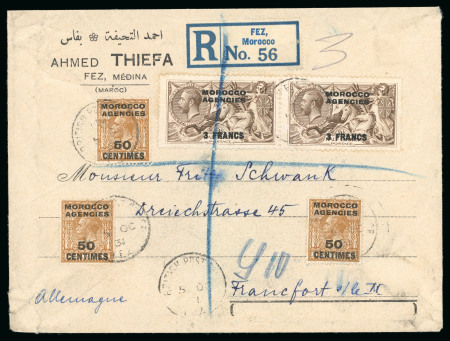 احمد التحيفة ❀ بفاس
AHMED THIEFA
FEZ, MÉDINA
(MAROC)
R
FEZ,
Morocco
No. 56
3
MOROCCO
AGENCIES
3 FRANCS
MOROCCO
AGENCIES
3 FRANCS
MOROCCO
AGENCIES
50
CENTIMES
Monsieur Fritz Schwank
Dreichstrasse 45
MOROCCO
AGENCIES
50
CENTIMES
MOROCCO
AGENCIES
50
CENTIMES
Allemagne
Francfort s/M